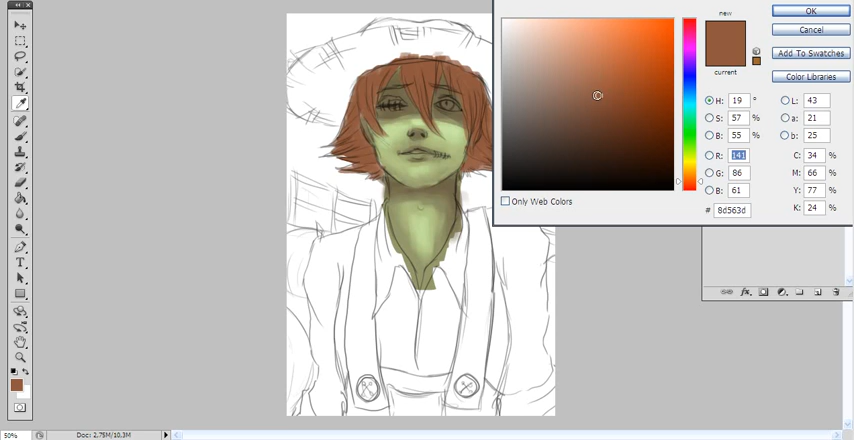 new
current
OK
Cancel
Add To Swatches
Color Libraries
H: 19 °
S: 57 %
B: 55 %
R: 141
G: 86
B: 61
# 8d563d
L: 43
a: 21
b: 25
C: 34 %
M: 66 %
Y: 77 %
K: 24 %
Only Web Colors
T
fx
50%
Doc: 2,75M/10,3M